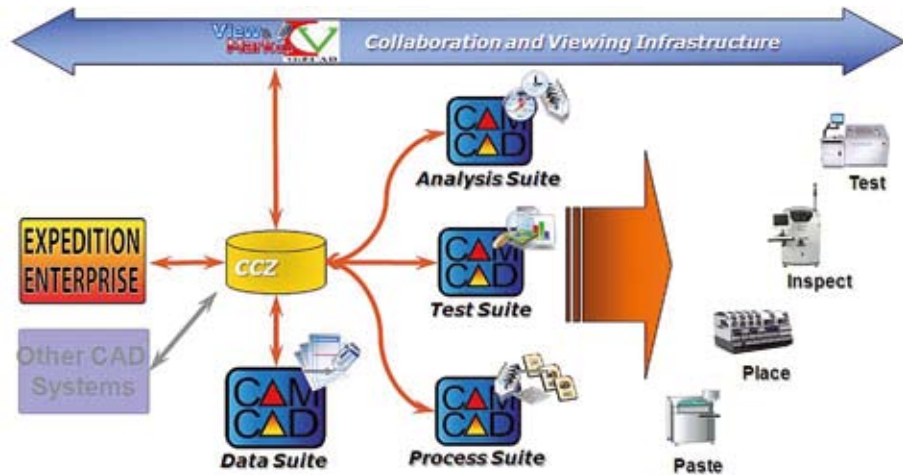 View
Collaboration and Viewing Infrastructure
CAM
CAD
Analysis Suite
Test
EXPEDITION
ENTERPRISE
CCZ
CAM
CAD
Test Suite
Inspect
Other CAD
Systems
Place
CAM
CAD
Data Suite
CAM
CAD
Process Suite
Paste